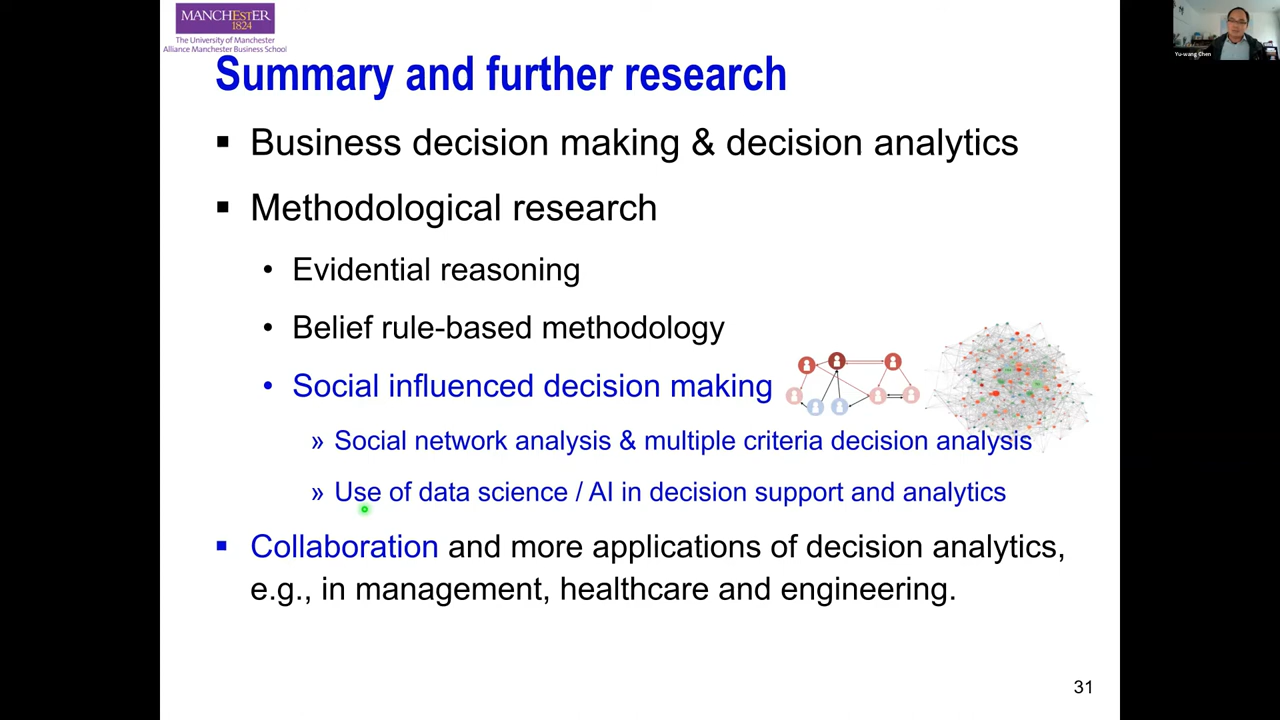 MANCHESTER
1824
The University of Manchester
Alliance Manchester Business School
Yu-wang Chen
Summary and further research
▪ Business decision making & decision analytics
▪ Methodological research
• Evidential reasoning
• Belief rule-based methodology
• Social influenced decision making
» Social network analysis & multiple criteria decision analysis
» Use of data science / AI in decision support and analytics
▪ Collaboration and more applications of decision analytics,
e.g., in management, healthcare and engineering.
31